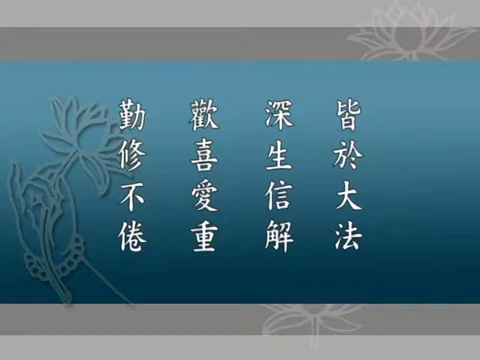 皆於大法
深生信解
歡喜愛重
勤修不倦